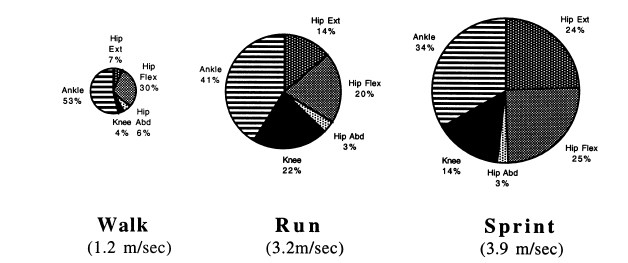 Hip
Ext
7%
Hip
Flex
30%
Ankle
53%
Knee
4%
Hip
Abd
6%
Hip Ext
14%
Ankle
41%
Hip Flex
20%
Hip Abd
3%
Knee
22%
Hip Ext
24%
Ankle
34%
Hip Flex
25%
Knee
14%
Hip Abd
3%
Walk
(1.2 m/sec)
Run
(3.2m/sec)
Sprint
(3.9 m/sec)